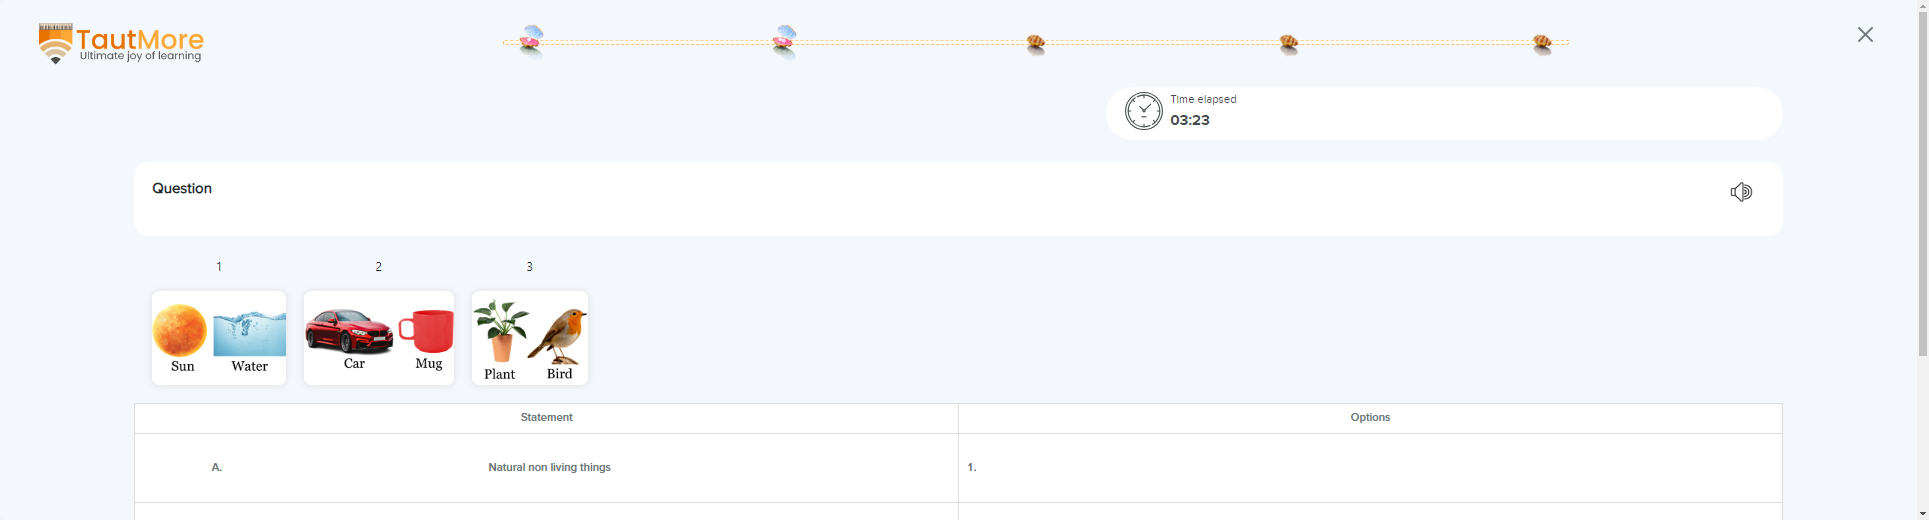 TautMore
Ultimate joy of learning
Time elapsed
03:23
Question
1 2 3
Sun Water Car Mug Plant Bird
Statement Options
A. Natural non living things 1.